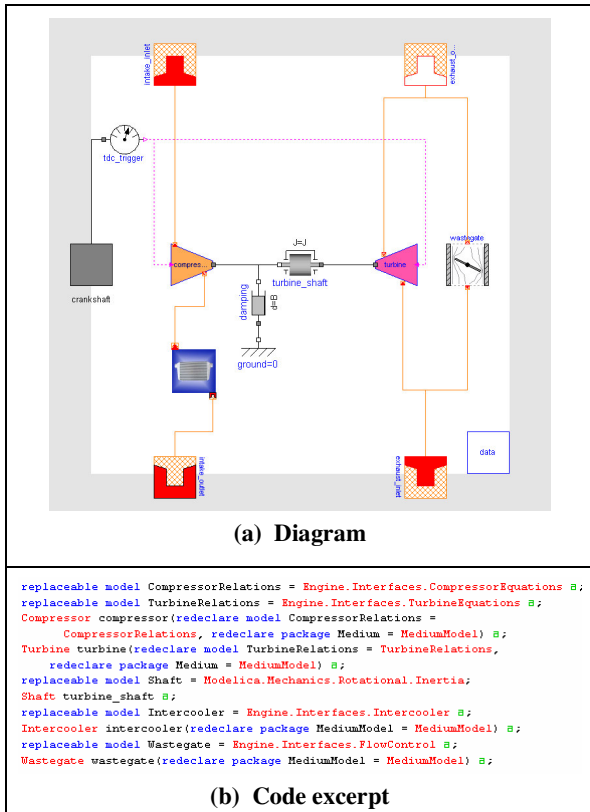 intake_inlet
exhaust_o...
tdc_trigger
wastegate
J=J
compres...
turbine
crankshaft
turbine_shaft
damping
d=B
ground=0
intake_outlet
exhaust_inlet
data
(a) Diagram
replaceable model CompressorRelations = Engine.Interfaces.CompressorEquations a;
replaceable model TurbineRelations = Engine.Interfaces.TurbineEquations a;
Compressor compressor(redeclare model CompressorRelations =
CompressorRelations, redeclare package Medium = MediumModel) a;
Turbine turbine(redeclare model TurbineRelations = TurbineRelations,
redeclare package Medium = MediumModel) a;
replaceable model Shaft = Modelica.Mechanics.Rotational.Inertia;
Shaft turbine_shaft a;
replaceable model Intercooler = Engine.Interfaces.Intercooler a;
Intercooler intercooler(redeclare package MediumModel = MediumModel) a;
replaceable model Wastegate = Engine.Interfaces.FlowControl a;
Wastegate wastegate(redeclare package MediumModel = MediumModel) a;
(b) Code excerpt